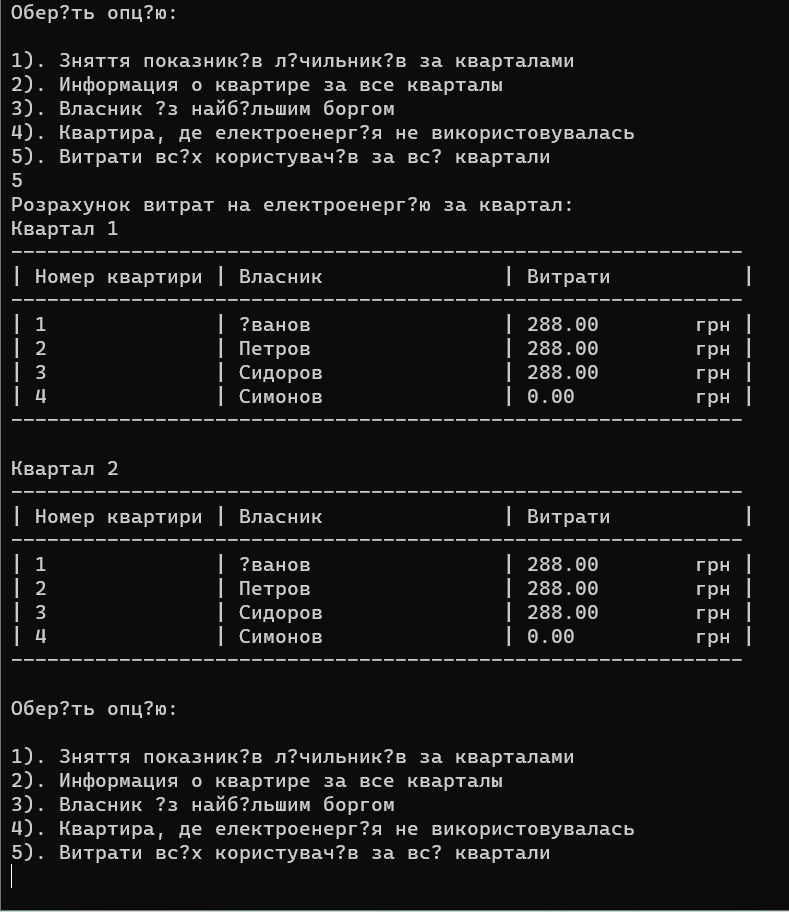 Обер?ть опц?ю:
1). Зняття показник?в л?чильник?в за кварталами
2). Информация о квартире за все кварталы
3). Власник ?з найб?льшим боргом
4). Квартира, де електроенерг?я не використовувалась
5). Витрати вс?х користувач?в за вс? квартали
5
Розрахунок витрат на електроенерг?ю за квартал:
Квартал 1
-------------------------------------------------------------
| Номер квартири | Власник | Витрати |
-------------------------------------------------------------
| 1 | ?ванов | 288.00 грн |
| 2 | Петров | 288.00 грн |
| 3 | Сидоров | 288.00 грн |
| 4 | Симонов | 0.00 грн |
-------------------------------------------------------------
Квартал 2
-------------------------------------------------------------
| Номер квартири | Власник | Витрати |
-------------------------------------------------------------
| 1 | ?ванов | 288.00 грн |
| 2 | Петров | 288.00 грн |
| 3 | Сидоров | 288.00 грн |
| 4 | Симонов | 0.00 грн |
-------------------------------------------------------------
Обер?ть опц?ю:
1). Зняття показник?в л?чильник?в за кварталами
2). Информация о квартире за все кварталы
3). Власник ?з найб?льшим боргом
4). Квартира, де електроенерг?я не використовувалась
5). Витрати вс?х користувач?в за вс? квартали